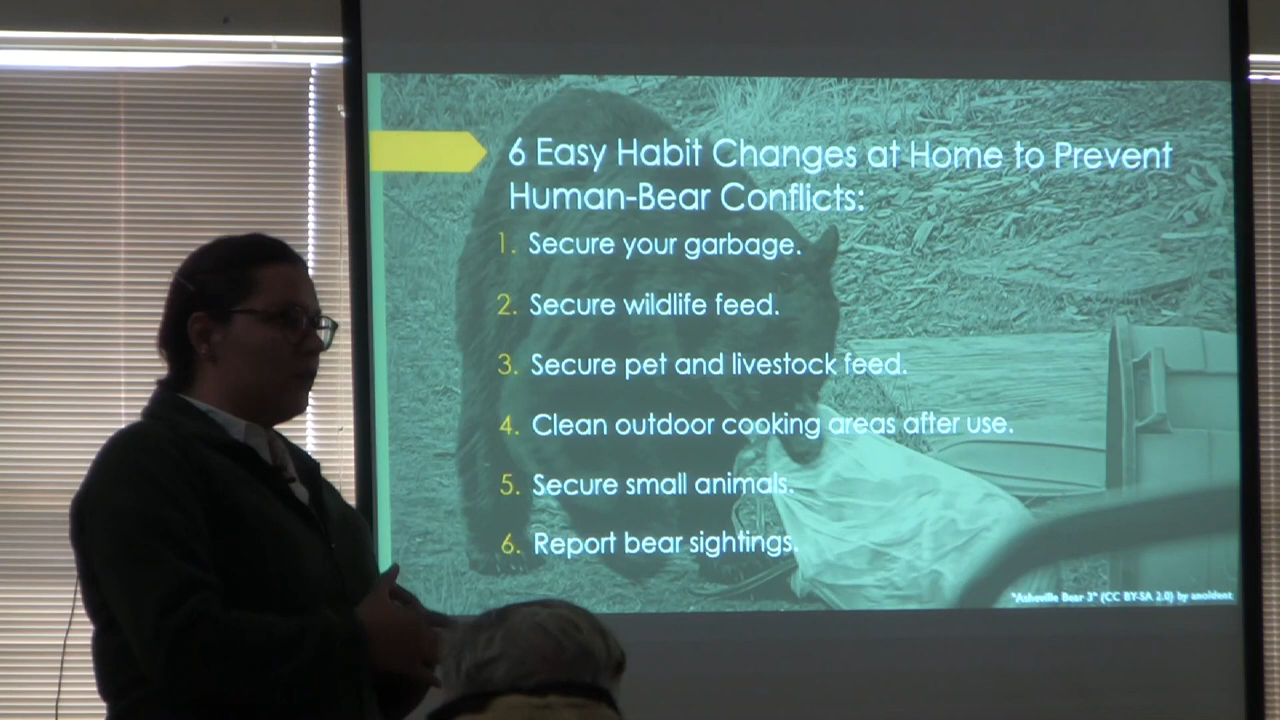 6 Easy Habit Changes at Home to Prevent
Human-Bear Conflicts:
1. Secure your garbage.
2. Secure wildlife feed.
3. Secure pet and livestock feed.
4. Clean outdoor cooking areas after use.
5. Secure small animals.
6. Report bear sightings.
"Asheville Bear 3" (CC BY-SA 2.0) by anoldent